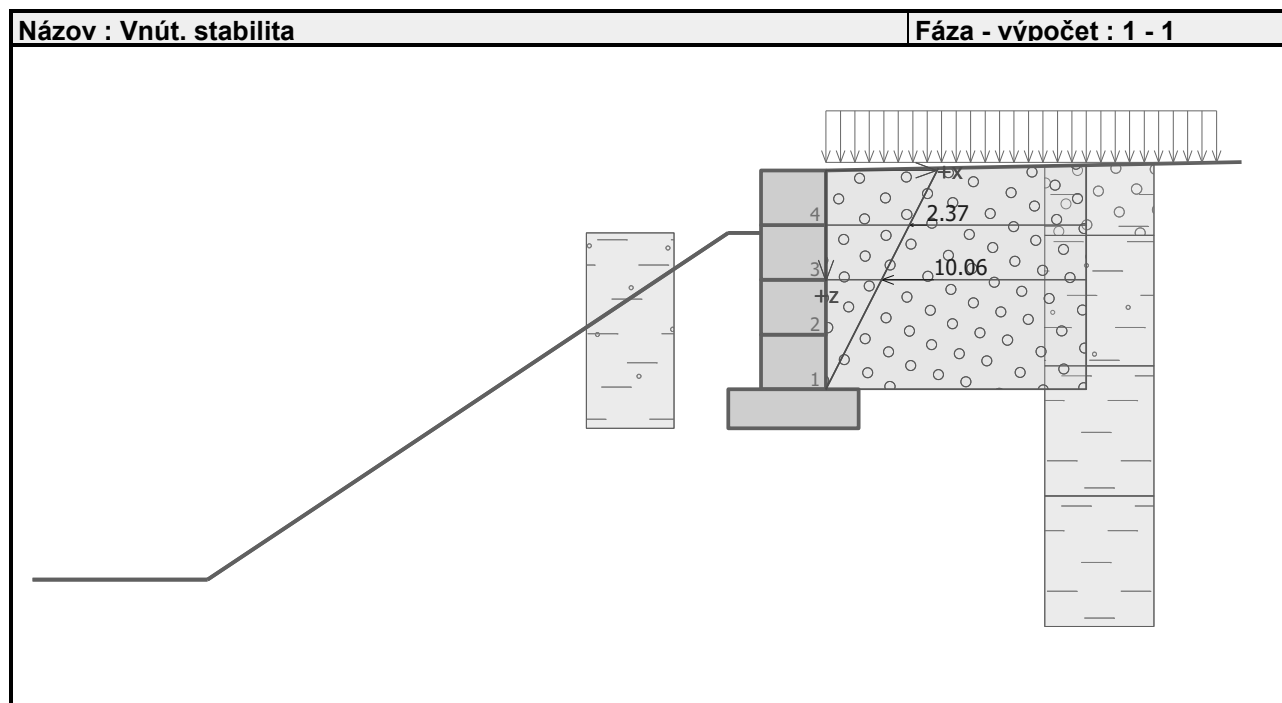 Názov : Vnút. stabilita
Fáza - výpočet : 1 - 1
+x
4
2.37
3
10.06
+z
2
1